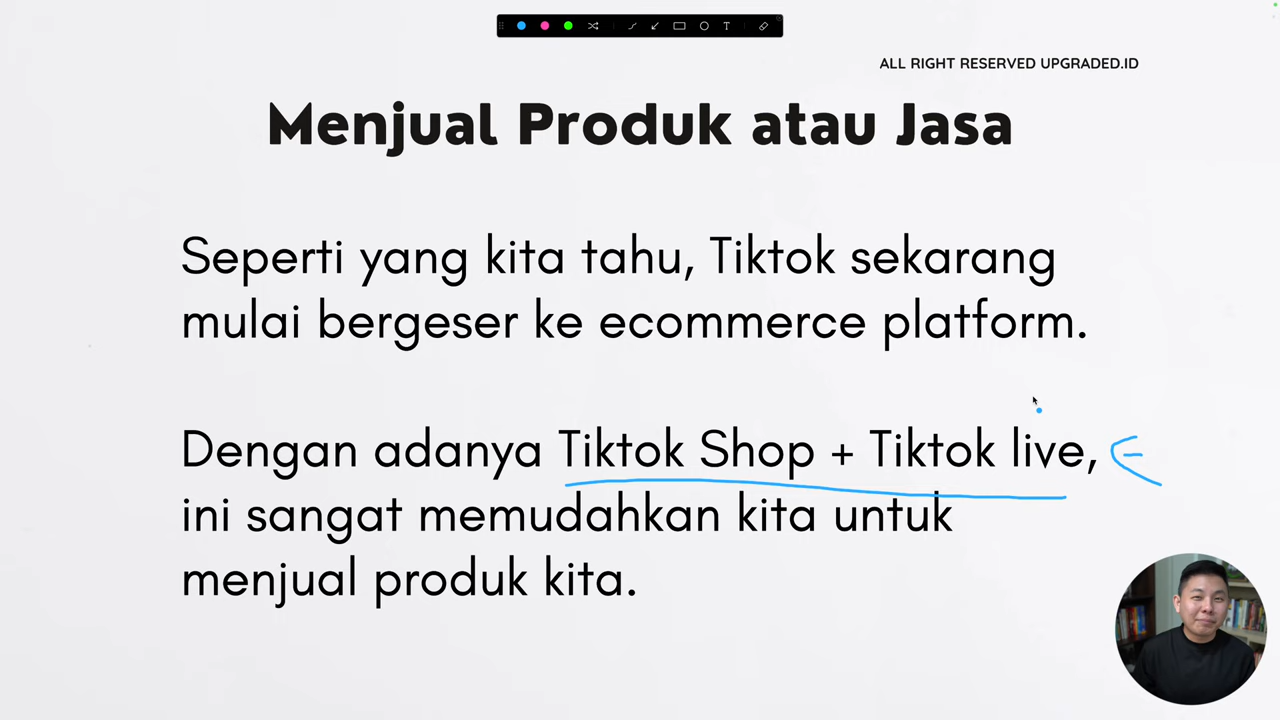 ALL RIGHT RESERVED UPGRADED.ID
Menjual Produk atau Jasa
Seperti yang kita tahu, Tiktok sekarang
mulai bergeser ke ecommerce platform.
Dengan adanya Tiktok Shop + Tiktok live,
ini sangat memudahkan kita untuk
menjual produk kita.